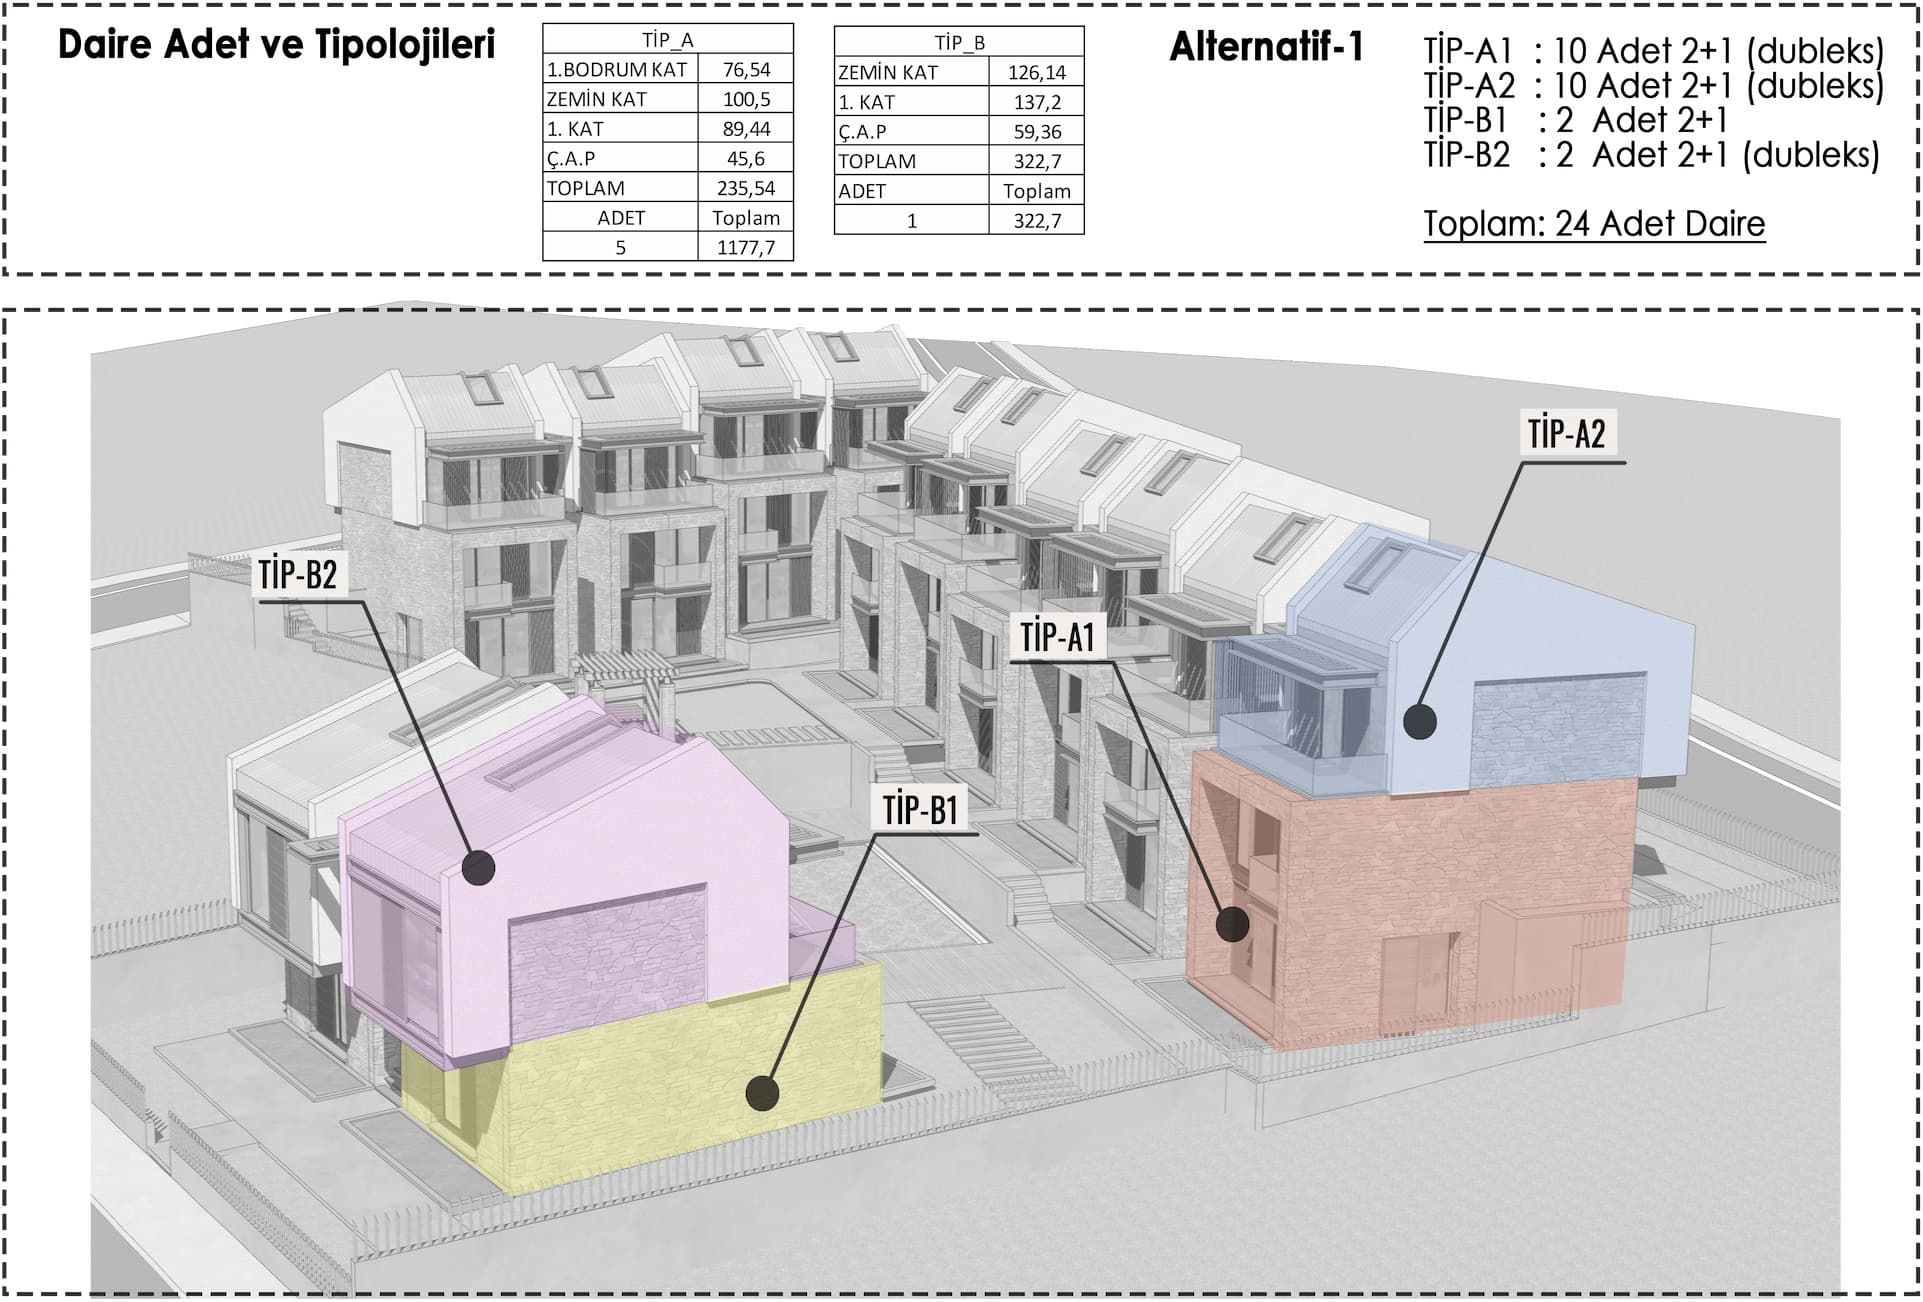 Daire Adet ve Tipolojileri
TİP_A
1.BODRUM KAT 76,54
ZEMİN KAT 100,5
1. KAT 89,44
Ç.A.P 45,6
TOPLAM 235,54
ADET Toplam
5 1177,7
TİP_B
ZEMİN KAT 126,14
1. KAT 137,2
Ç.A.P 59,36
TOPLAM 322,7
ADET Toplam
1 322,7
Alternatif-1
TİP-A1 : 10 Adet 2+1 (dubleks)
TİP-A2 : 10 Adet 2+1 (dubleks)
TİP-B1 : 2 Adet 2+1
TİP-B2 : 2 Adet 2+1 (dubleks)
Toplam: 24 Adet Daire
TİP-A2
TİP-B2
TİP-A1
TİP-B1